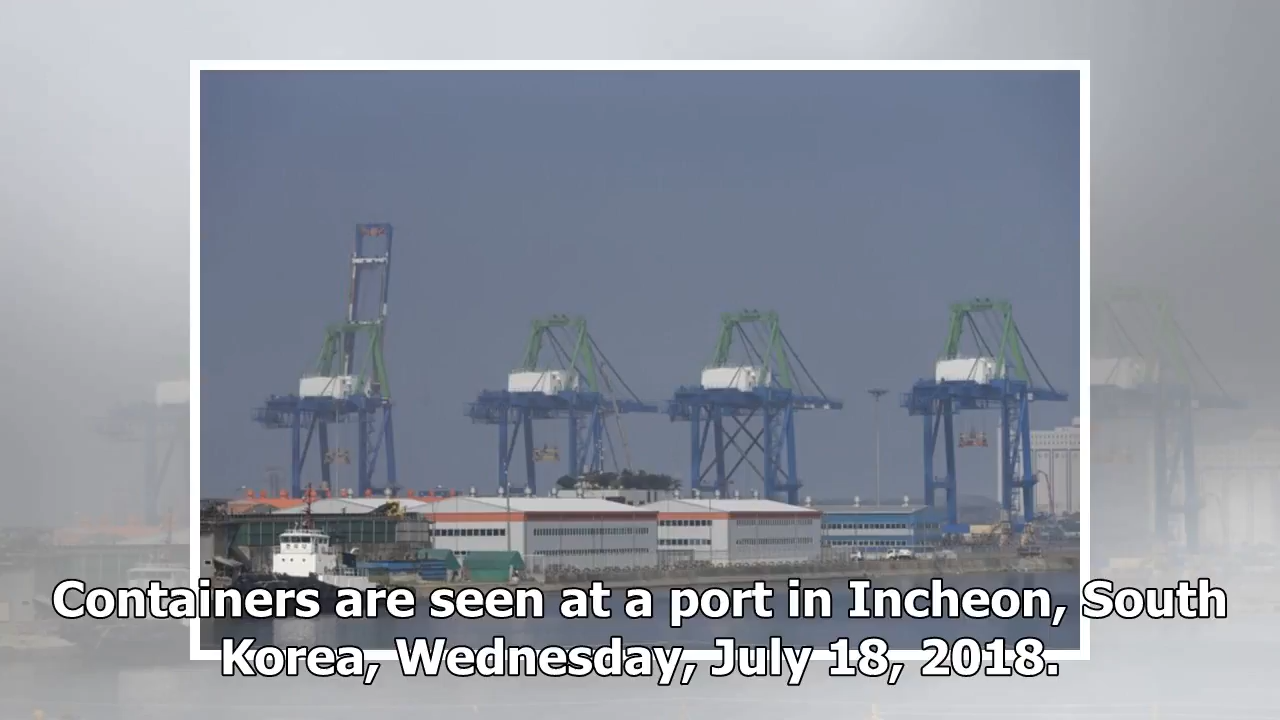 Containers are seen at a port in Incheon, South
Korea, Wednesday, July 18, 2018.